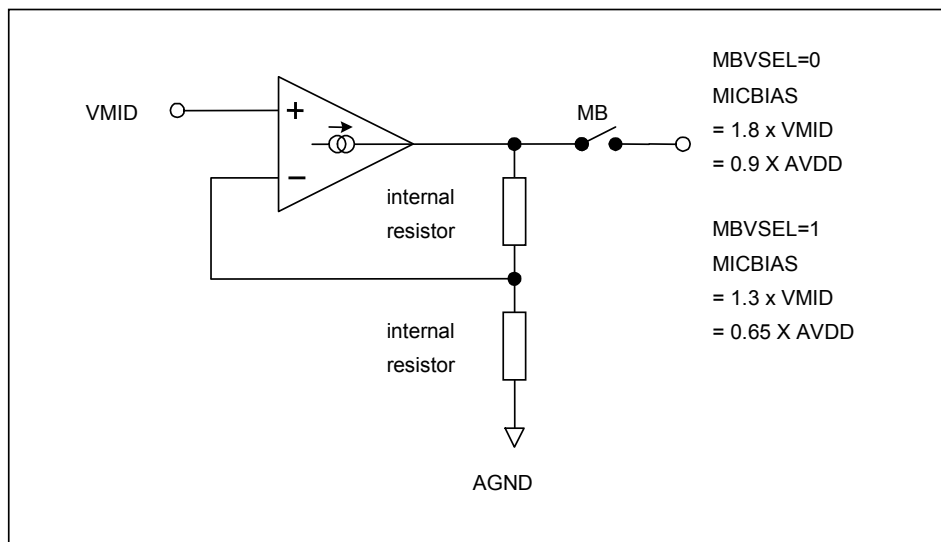 VMID
+
−
MB
internal
resistor
internal
resistor
AGND
MBVSEL=0
MICBIAS
= 1.8 x VMID
= 0.9 X AVDD
MBVSEL=1
MICBIAS
= 1.3 x VMID
= 0.65 X AVDD